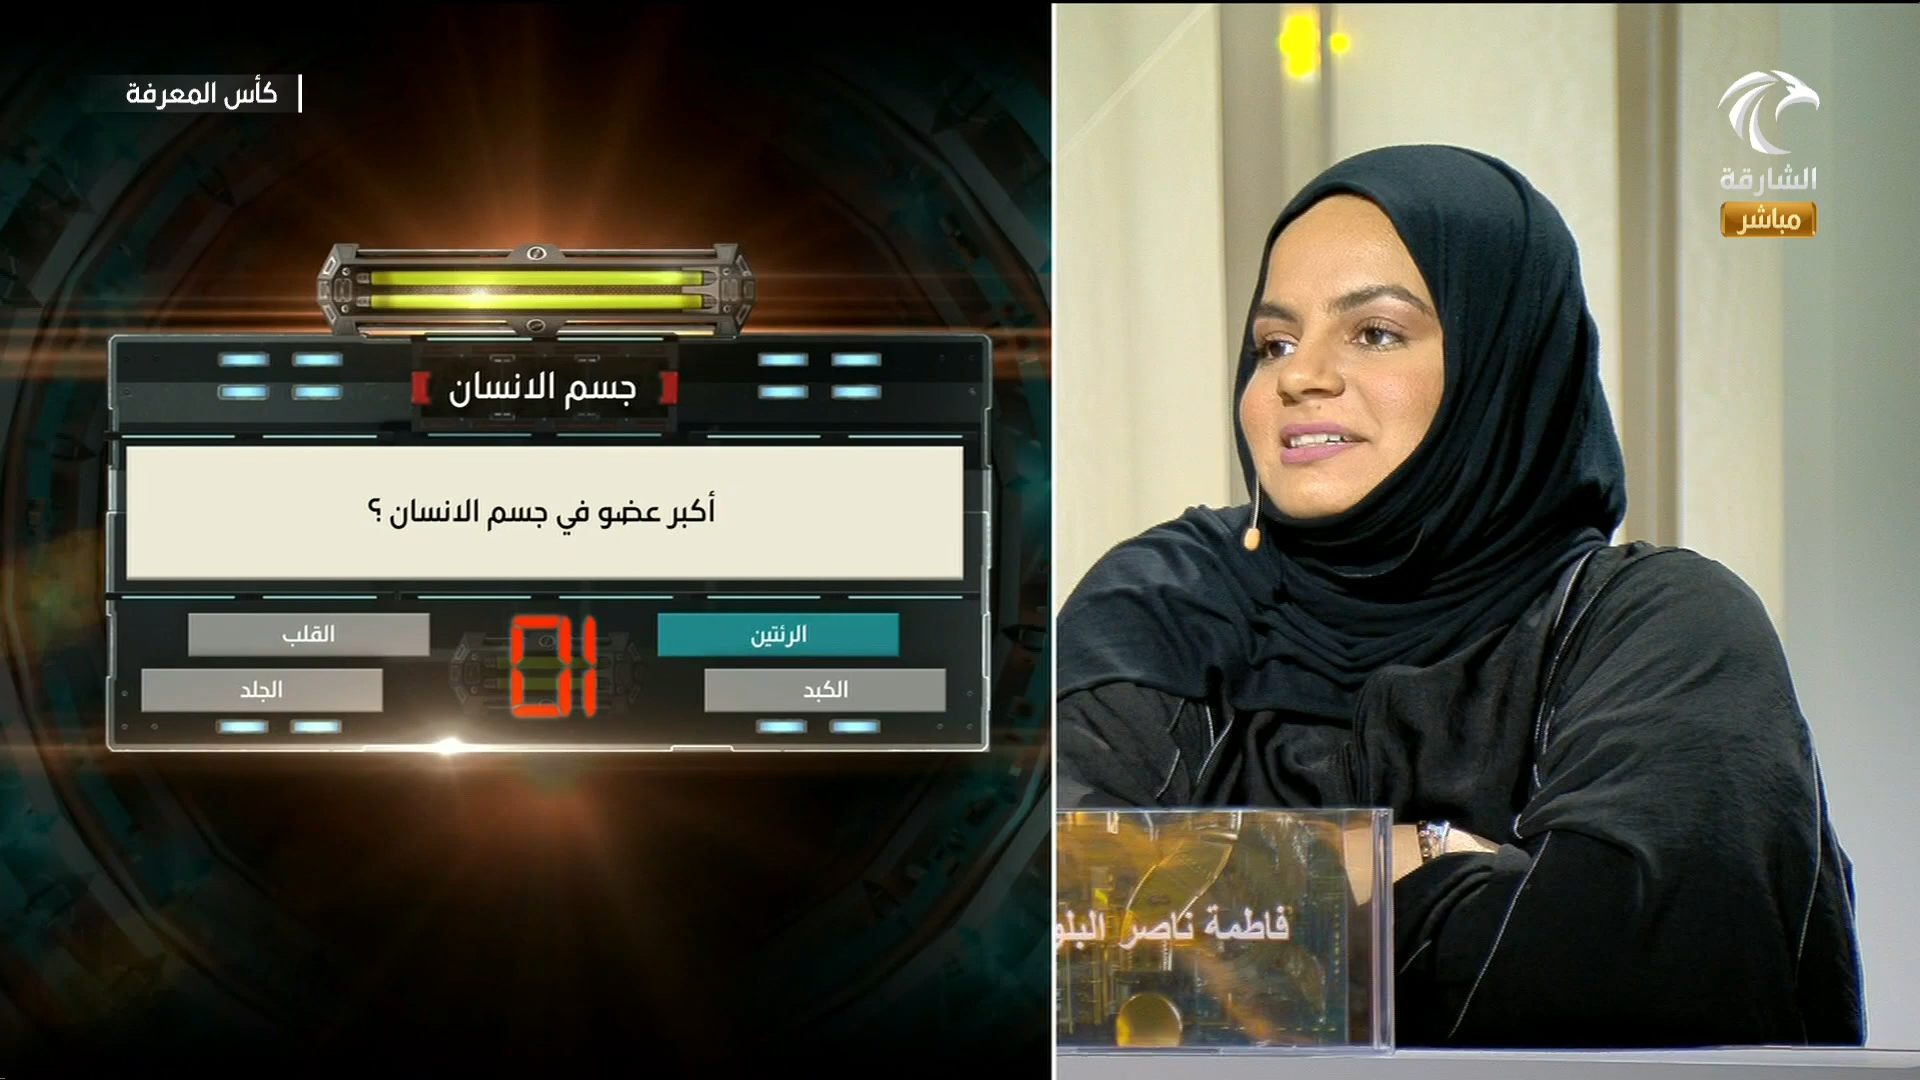 كأس المعرفة
الشارقة
مباشر
جسم الانسان
أكبر عضو في جسم الانسان ؟
الرئتين
القلب
01
الكبد
الجلد
فاطمة ناصر